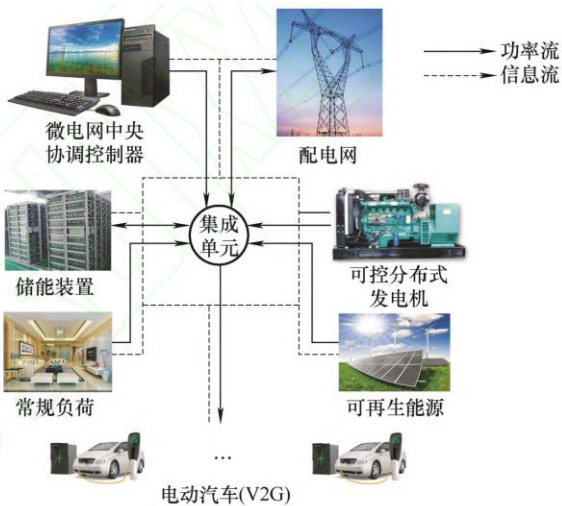 功率流
信息流
微电网中央
协调控制器
配电网
集成
单元
储能装置
可控分布式
发电机
常规负荷
可再生能源
...
电动汽车(V2G)